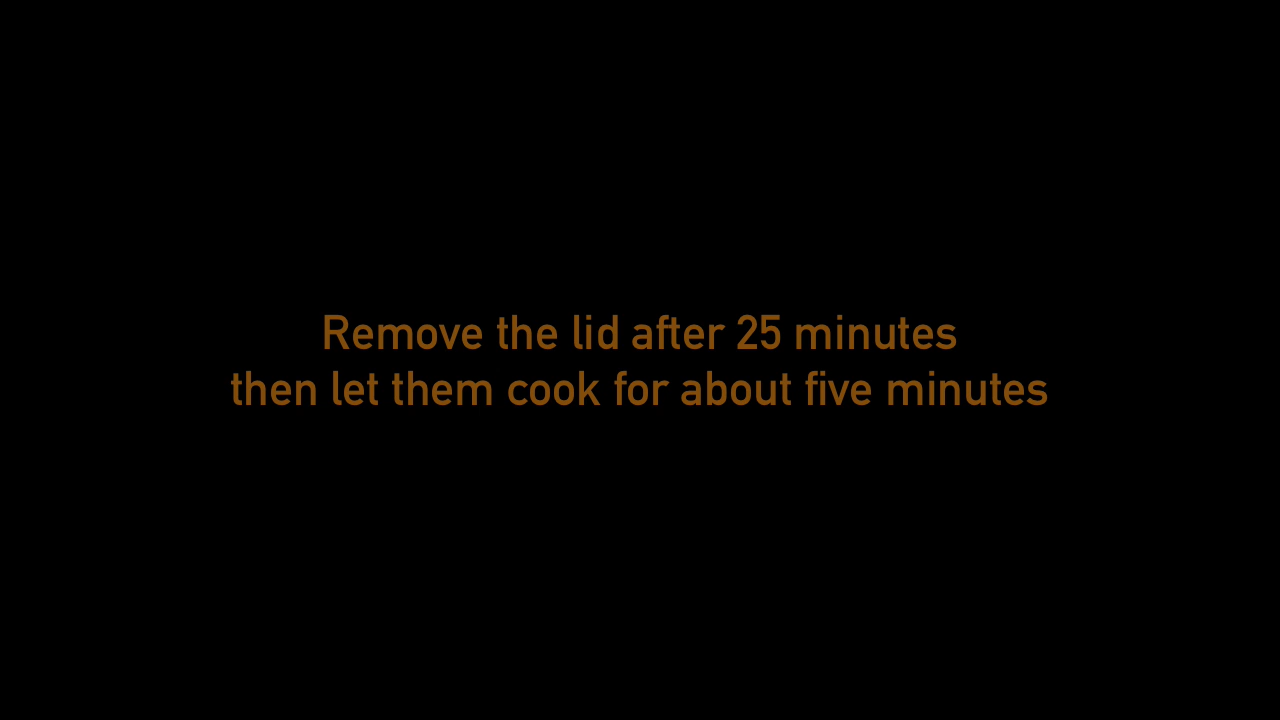 Remove the lid after 25 minutes
then let them cook for about five minutes